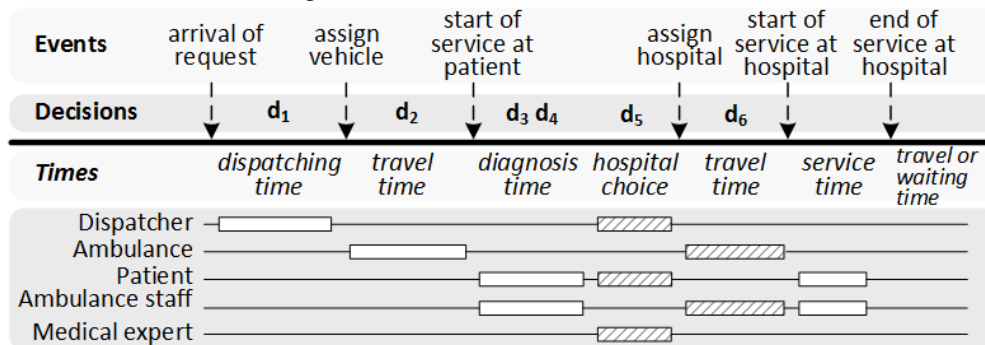 Events
arrival of
request
assign
vehicle
start of
service at
patient
assign
hospital
start of
service at
hospital
end of
service at
hospital
Decisions
d1
d2
d3 d4
d5
d6
Times
dispatching
time
travel
time
diagnosis
time
hospital
choice
travel
time
service
time
travel or
waiting
time
Dispatcher
Ambulance
Patient
Ambulance staff
Medical expert